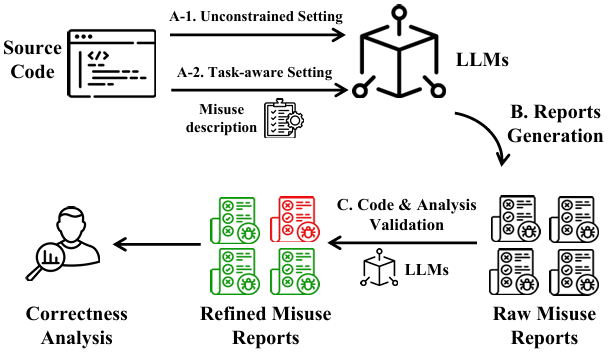 A-1. Unconstrained Setting
Source
Code
</>
LLMs
A-2. Task-aware Setting
Misuse
description
B. Reports
Generation
C. Code & Analysis
Validation
LLMs
Correctness
Analysis
Refined Misuse
Reports
Raw Misuse
Reports